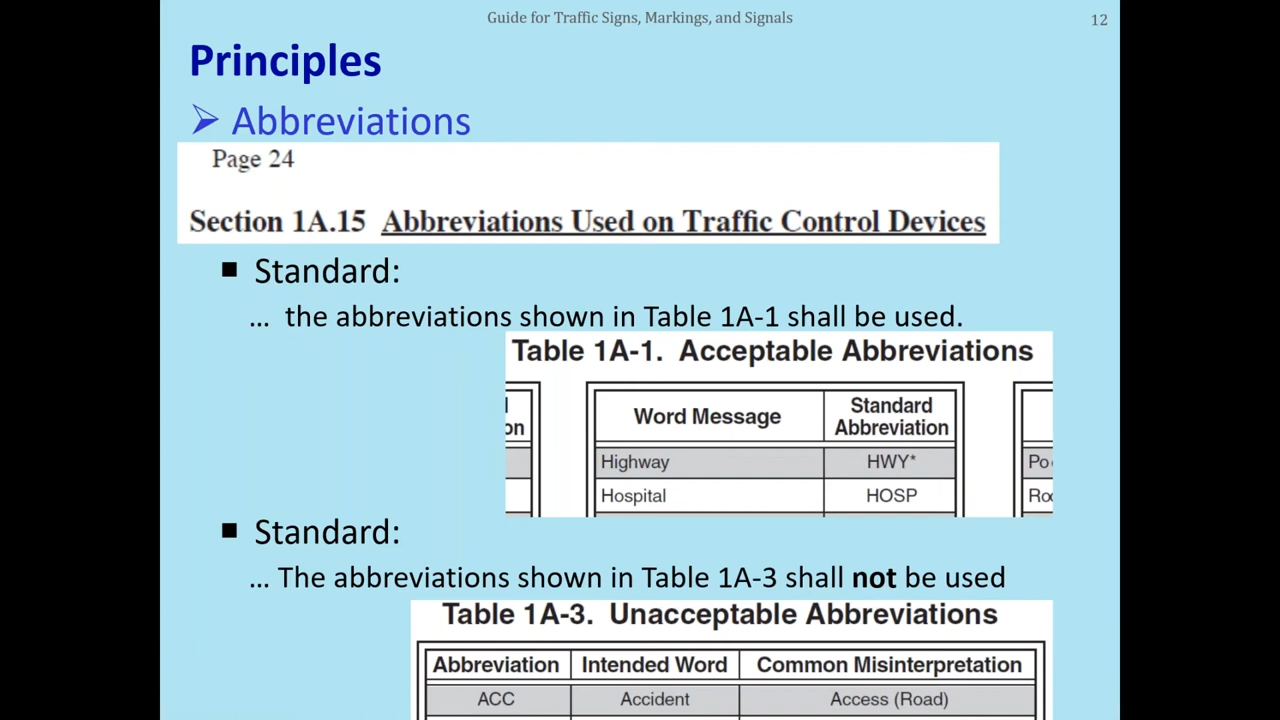 Guide for Traffic Signs, Markings, and Signals 12
Principles
Abbreviations
Page 24
Section 1A.15 Abbreviations Used on Traffic Control Devices
Standard:
... the abbreviations shown in Table 1A-1 shall be used.
Table 1A-1. Acceptable Abbreviations
Word Message Standard Abbreviation
on
Highway HWY* Po
Hospital HOSP Ro
Standard:
... The abbreviations shown in Table 1A-3 shall not be used
Table 1A-3. Unacceptable Abbreviations
Abbreviation Intended Word Common Misinterpretation
ACC Accident Access (Road)